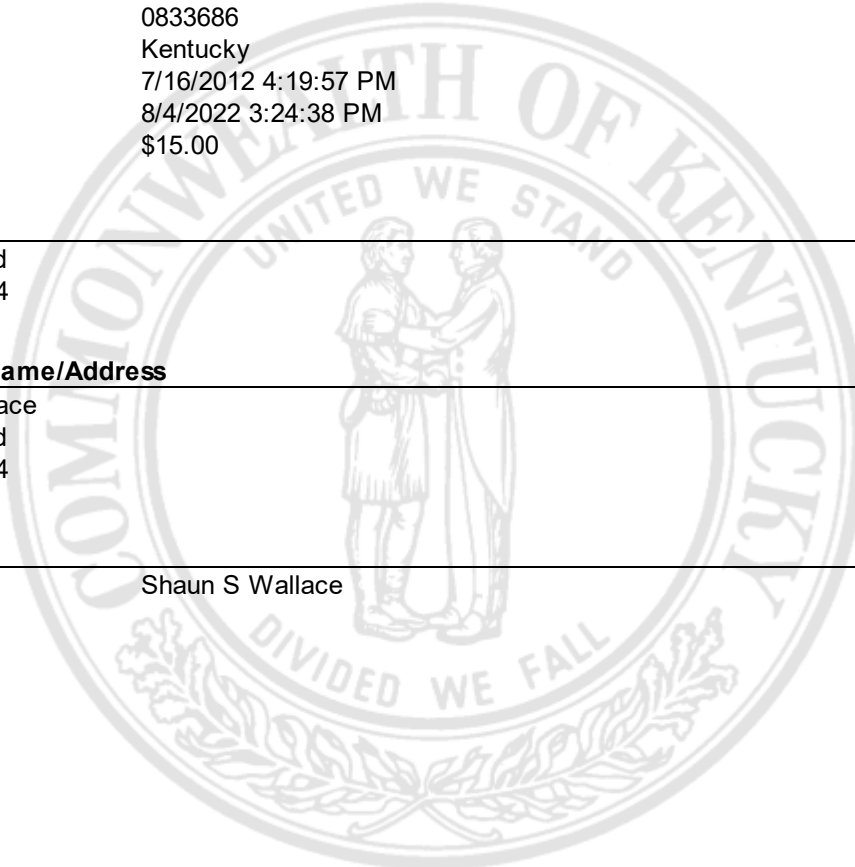 0833686
Kentucky
7/16/2012 4:19:57 PM
8/4/2022 3:24:38 PM
$15.00
d
4
ame/Address
ace
d
4
Shaun S Wallace
COMMONWEALTH OF KENTUCKY
UNITED WE STAND
DIVIDED WE FALL